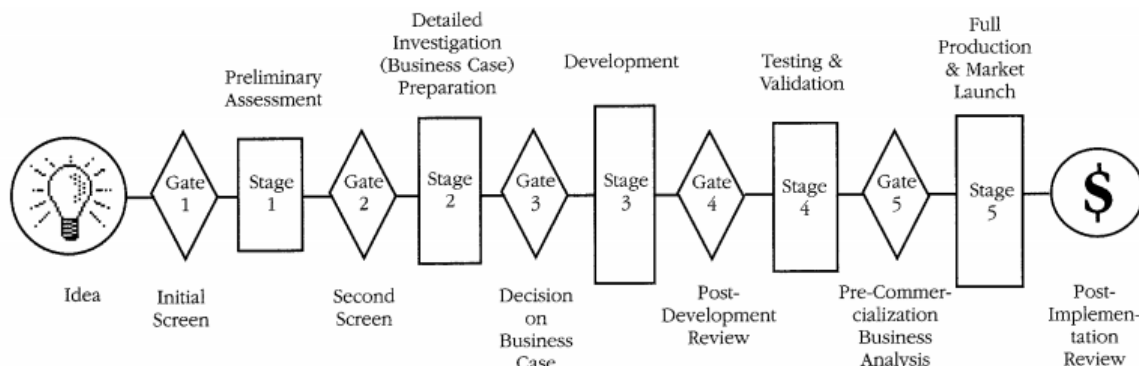 Preliminary
Assessment
Detailed
Investigation
(Business Case)
Preparation
Development
Testing &
Validation
Full
Production
& Market
Launch
Gate
1
Stage
1
Gate
2
Stage
2
Gate
3
Stage
3
Gate
4
Stage
4
Gate
5
Stage
5
$
Idea
Initial
Screen
Second
Screen
Decision
on
Business
Case
Post-
Development
Review
Pre-Commer-
cialization
Business
Analysis
Post-
Implemen-
tation
Review